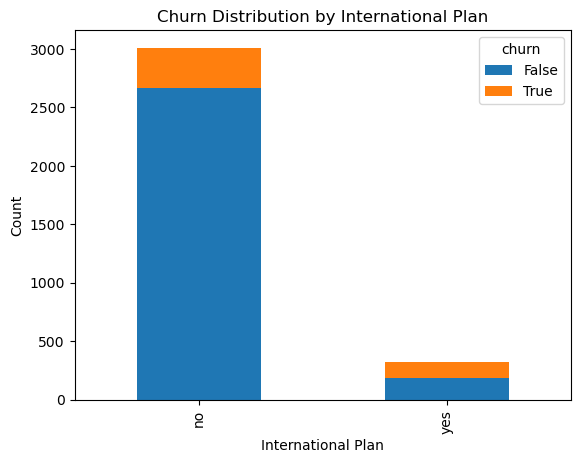 Churn Distribution by International Plan
churn
False
True
3000
2500
2000
1500
1000
500
0
Count
no
yes
International Plan